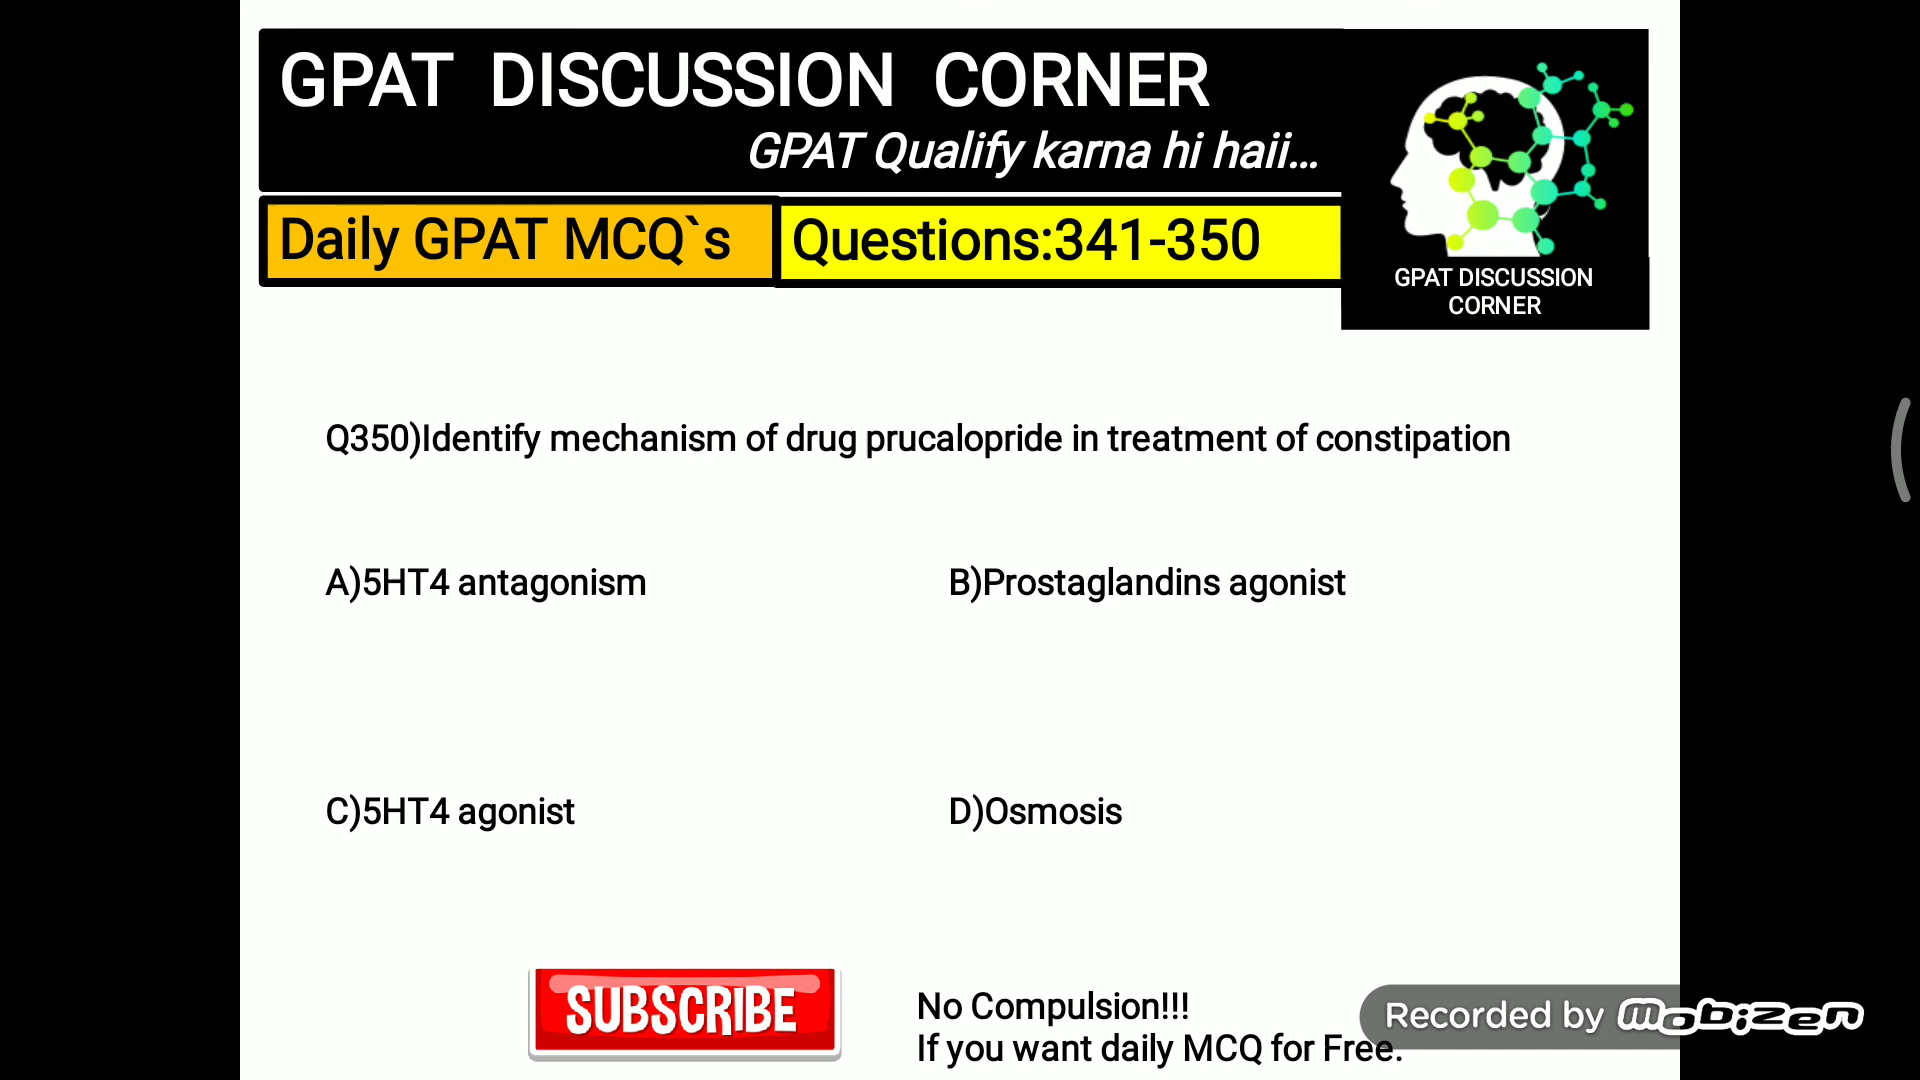 GPAT DISCUSSION CORNER
GPAT Qualify karna hi haii...
Daily GPAT MCQ`s
Questions:341-350
GPAT DISCUSSION
CORNER
Q350)Identify mechanism of drug prucalopride in treatment of constipation
A)5HT4 antagonism
B)Prostaglandins agonist
C)5HT4 agonist
D)Osmosis
SUBSCRIBE
No Compulsion!!!
If you want daily MCQ for Free.
Recorded by mobizen